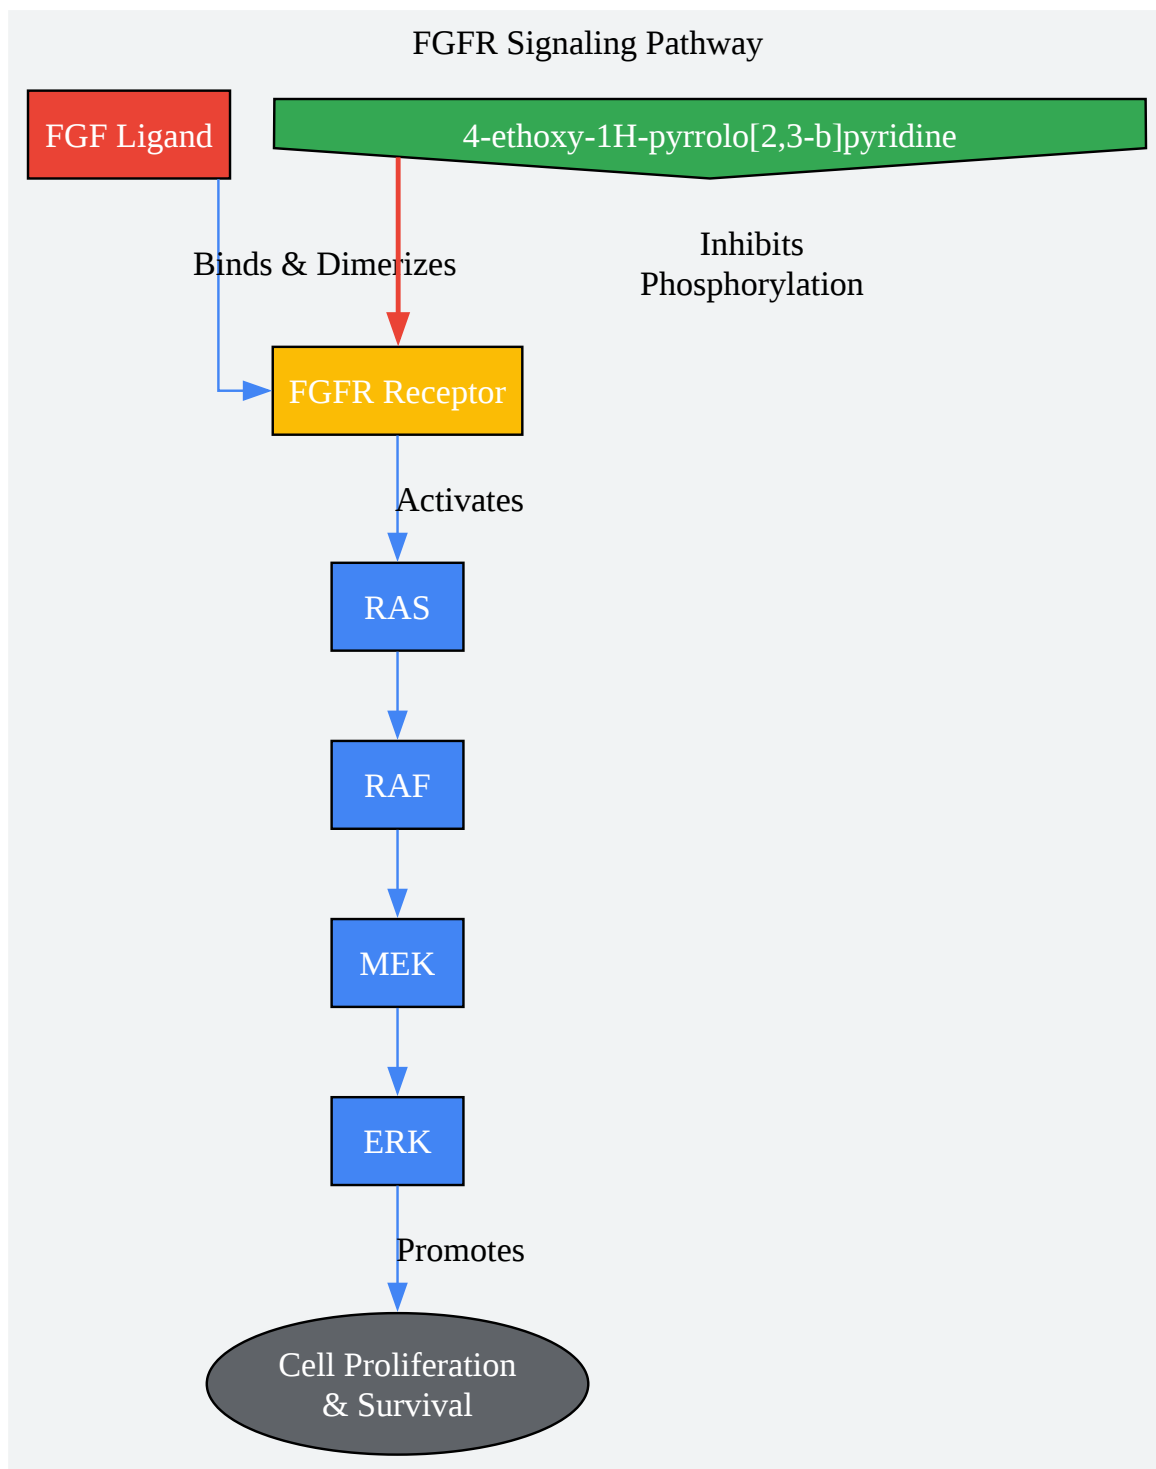 FGFR Signaling Pathway
FGF Ligand
4-ethoxy-1H-pyrrolo[2,3-b]pyridine
Binds & Dimerizes
Inhibits
Phosphorylation
FGFR Receptor
Activates
RAS
RAF
MEK
ERK
Promotes
Cell Proliferation
& Survival